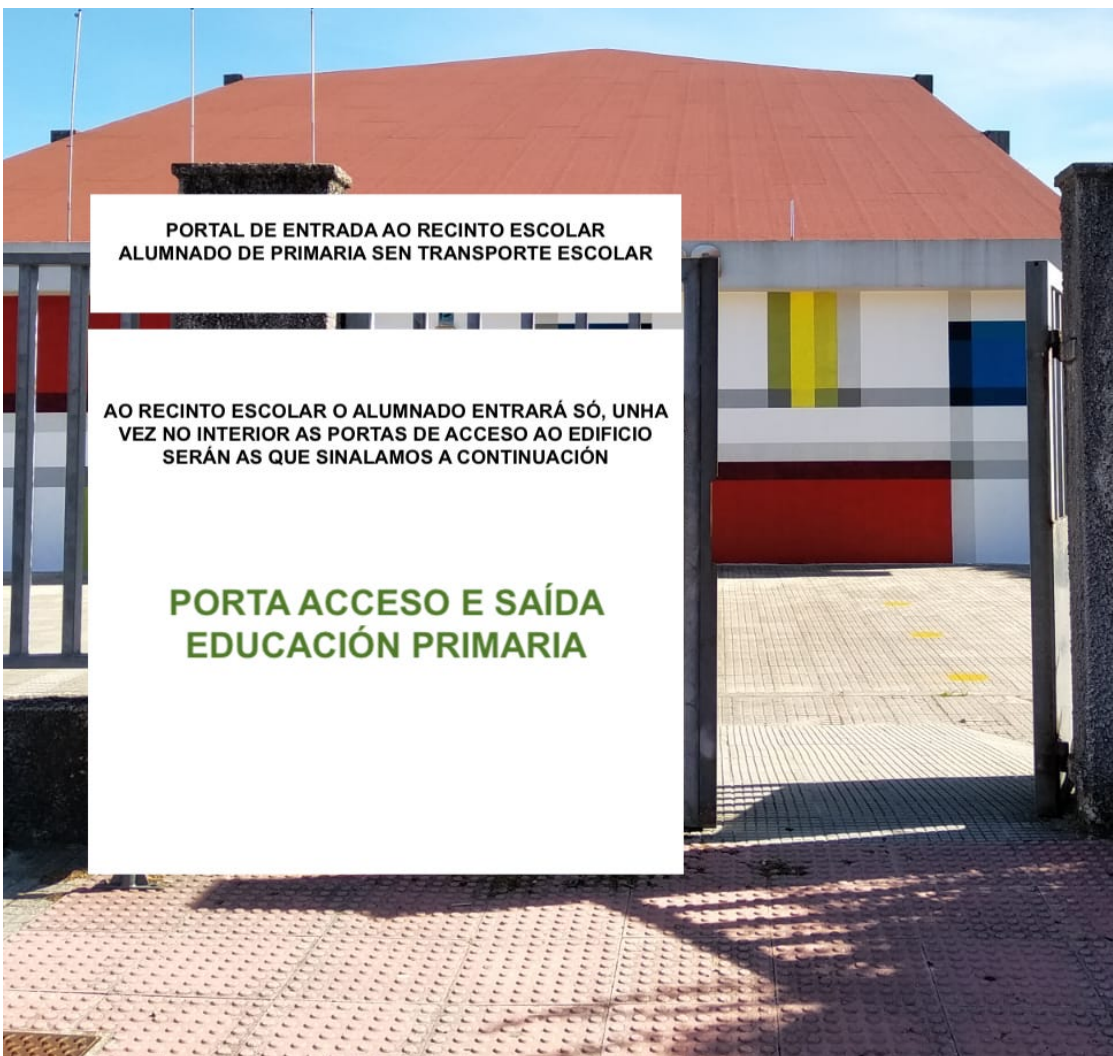 PORTAL DE ENTRADA AO RECINTO ESCOLAR
ALUMNADO DE PRIMARIA SEN TRANSPORTE ESCOLAR
AO RECINTO ESCOLAR O ALUMNADO ENTRARÁ SÓ, UNHA
VEZ NO INTERIOR AS PORTAS DE ACCESO AO EDIFICIO
SERÁN AS QUE SINALAMOS A CONTINUACIÓN
PORTA ACCESO E SAÍDA
EDUCACIÓN PRIMARIA